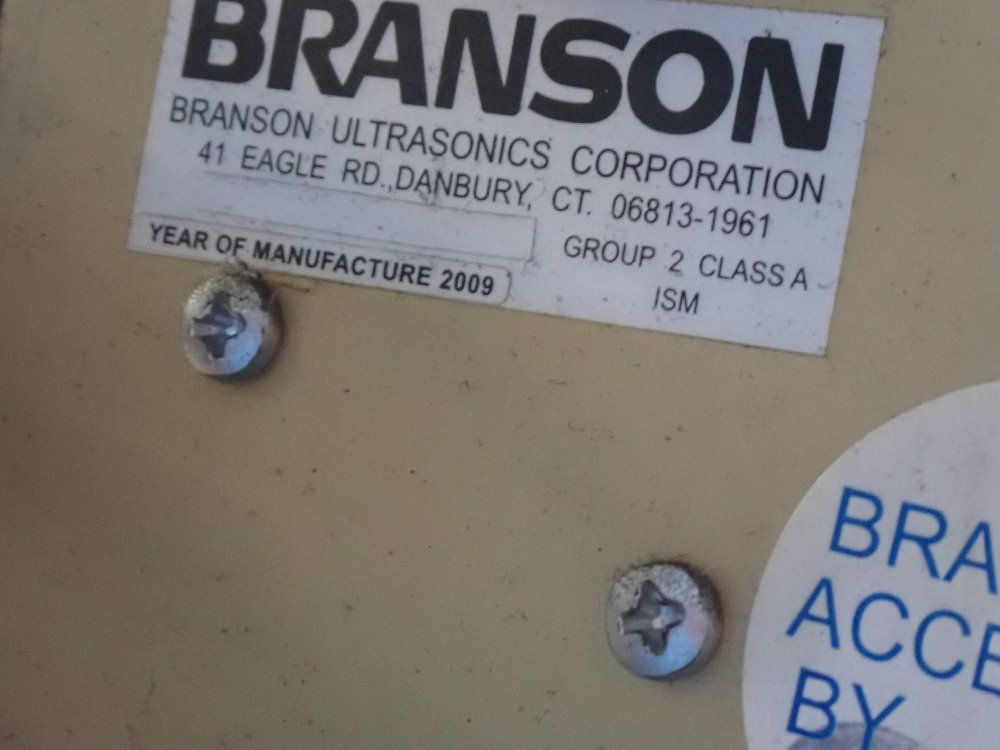 BRANSON
BRANSON ULTRASONICS CORPORATION
41 EAGLE RD.,DANBURY, CT. 06813-1961
GROUP 2 CLASS A
YEAR OF MANUFACTURE 2009
ISM
BRA
ACCE
BY